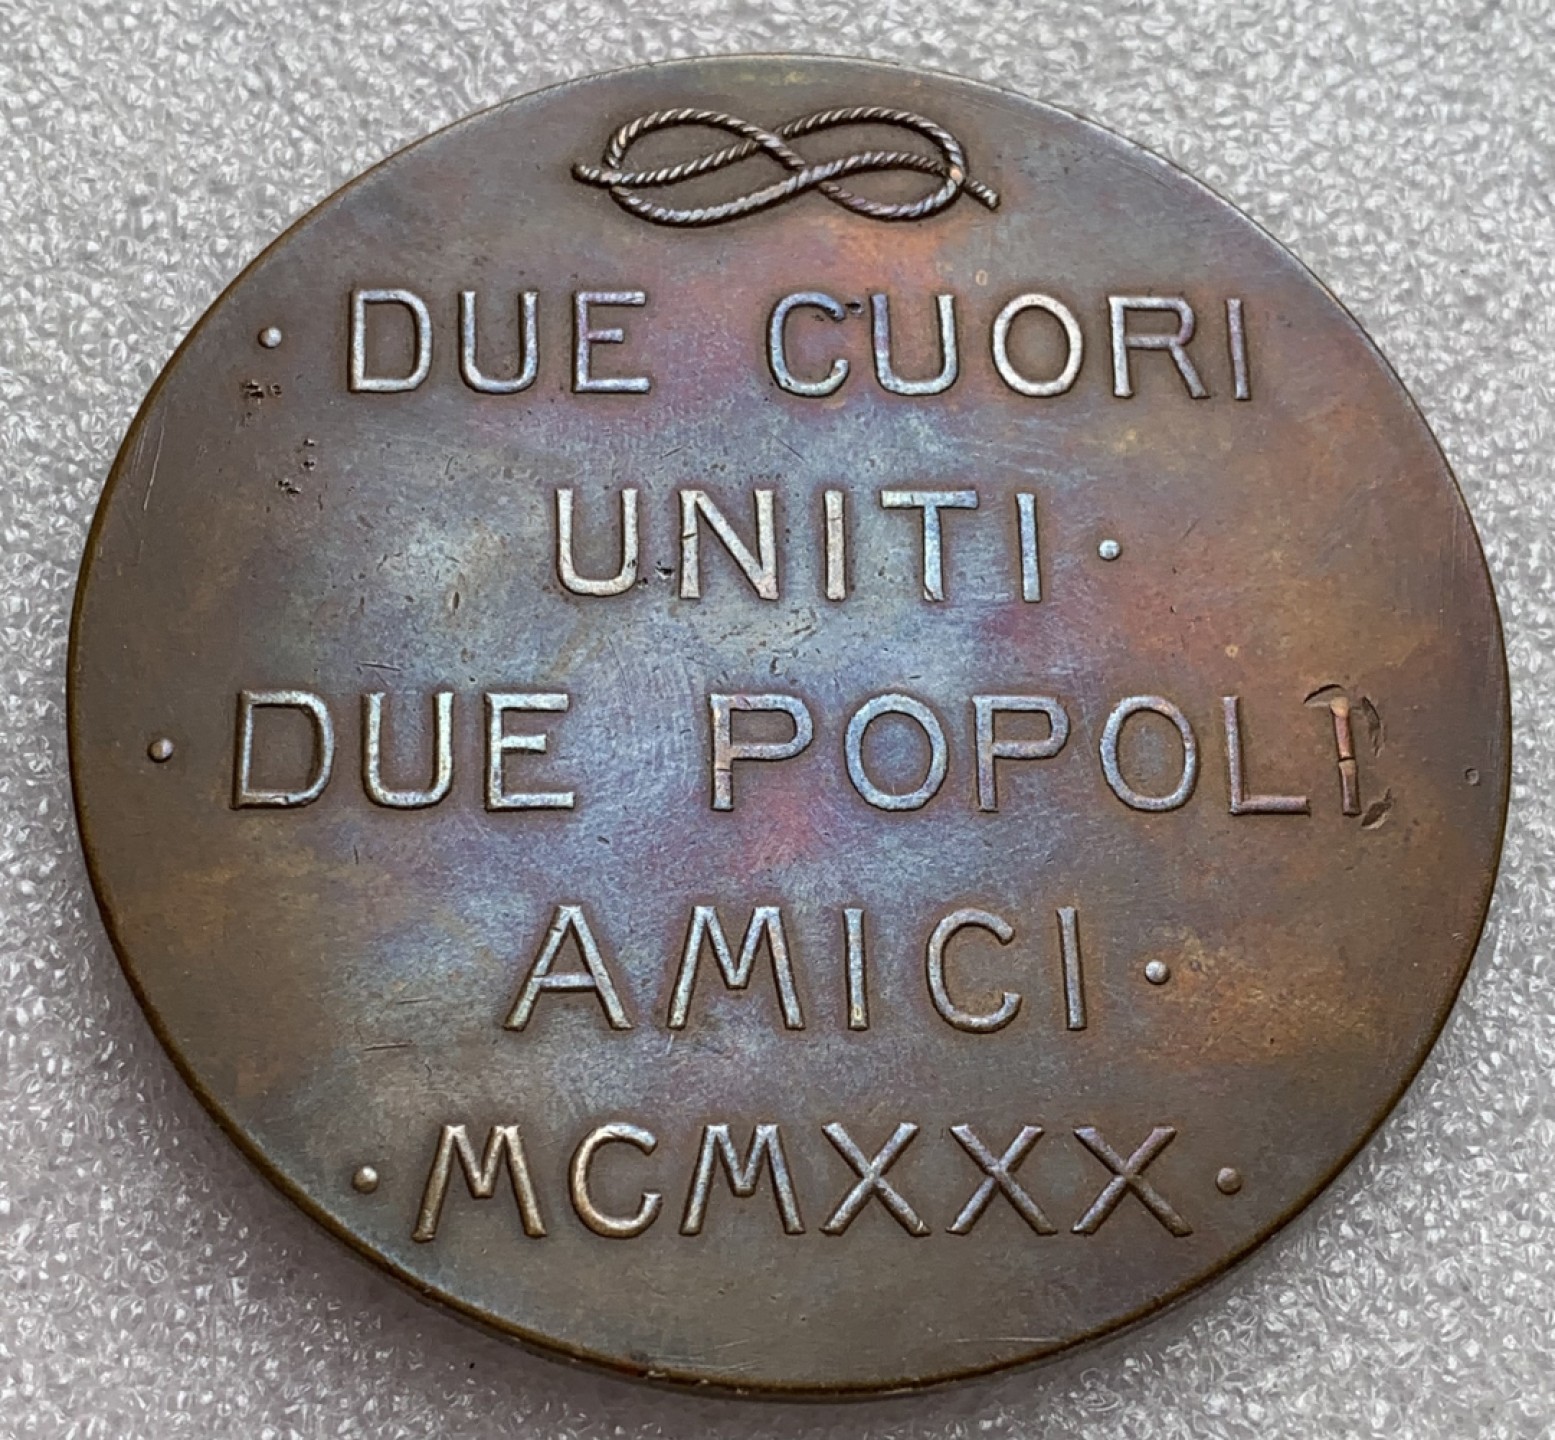 · DUE CUORI
UNITI ·
· DUE POPOLI
AMICI ·
· MCMXXX ·